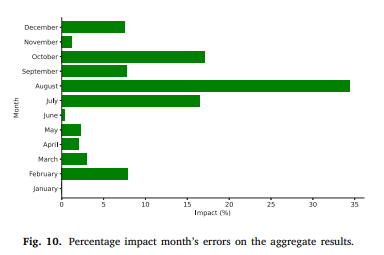 December
November
October
September
August
July
June
May
April
March
February
January
Month
0 5 10 15 20 25 30 35
Impact (%)
Fig. 10. Percentage impact month's errors on the aggregate results.